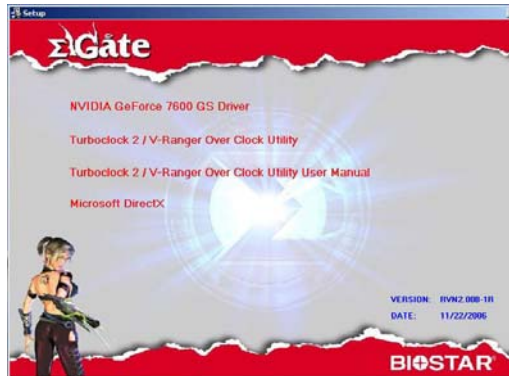 Setup
ΣGate
NVIDIA GeForce 7600 GS Driver
Turboclock 2 / V-Ranger Over Clock Utility
Turboclock 2 / V-Ranger Over Clock Utility User Manual
Microsoft DirectX
VERSION: RVN2.00B-1R
DATE: 11/22/2006
BIOSTAR